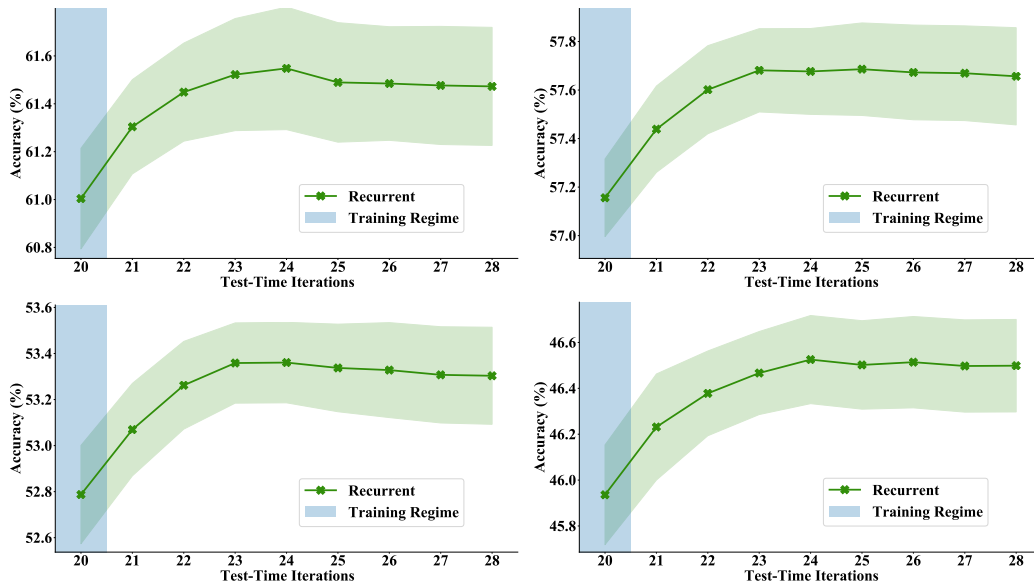 61.6
61.4
61.2
61.0
60.8
Accuracy (%)
Recurrent
Training Regime
20 21 22 23 24 25 26 27 28
Test-Time Iterations
57.8
57.6
57.4
57.2
57.0
Accuracy (%)
Recurrent
Training Regime
20 21 22 23 24 25 26 27 28
Test-Time Iterations
53.6
53.4
53.2
53.0
52.8
52.6
Accuracy (%)
Recurrent
Training Regime
20 21 22 23 24 25 26 27 28
Test-Time Iterations
46.6
46.4
46.2
46.0
45.8
Accuracy (%)
Recurrent
Training Regime
20 21 22 23 24 25 26 27 28
Test-Time Iterations